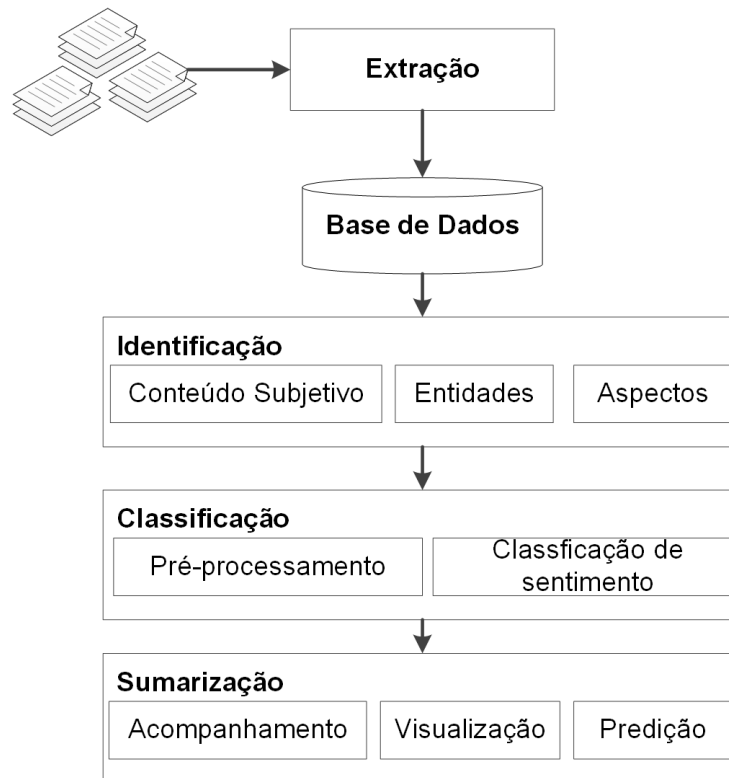 Extração
Base de Dados
Identificação
Conteúdo Subjetivo
Entidades
Aspectos
Classificação
Pré-processamento
Classficação de
sentimento
Sumarização
Acompanhamento
Visualização
Predição